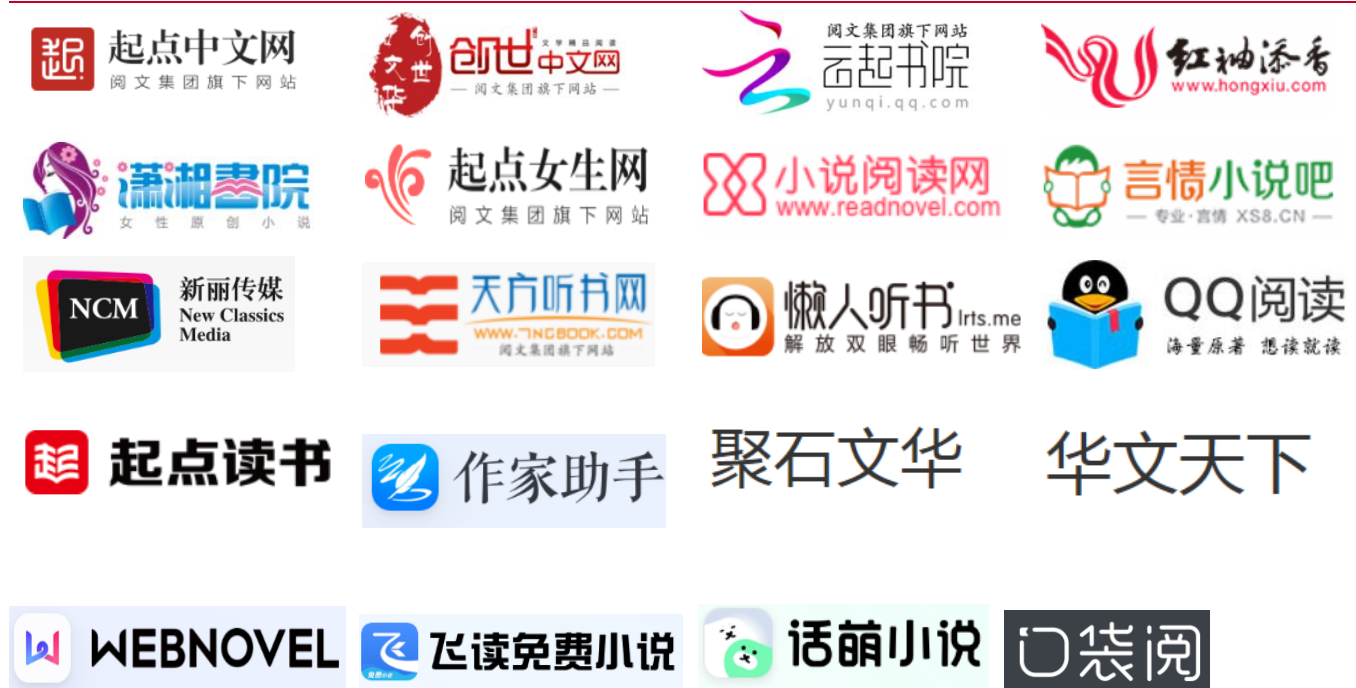 起点中文网
阅文集团旗下网站
创世中文网
文学精品阅读
— 阅文集团旗下网站 —
阅文集团旗下网站
云起书院
yunqi.qq.com
红袖添香
www.hongxiu.com
潇湘書院
女性原创小说
起点女生网
阅文集团旗下网站
小说阅读网
www.readnovel.com
言情小说吧
— 专业·言情 XS8.CN —
NCM
新丽传媒
New Classics
Media
天方听书网
WWW.TINGBOOK.COM
阅文集团旗下网站
懒人听书 lrts.me
解放双眼畅听世界
QQ阅读
海量原著 想读就读
起点读书
作家助手
聚石文华
华文天下
WEBNOVEL
飞读免费小说
免费小说
话萌小说
口袋阅